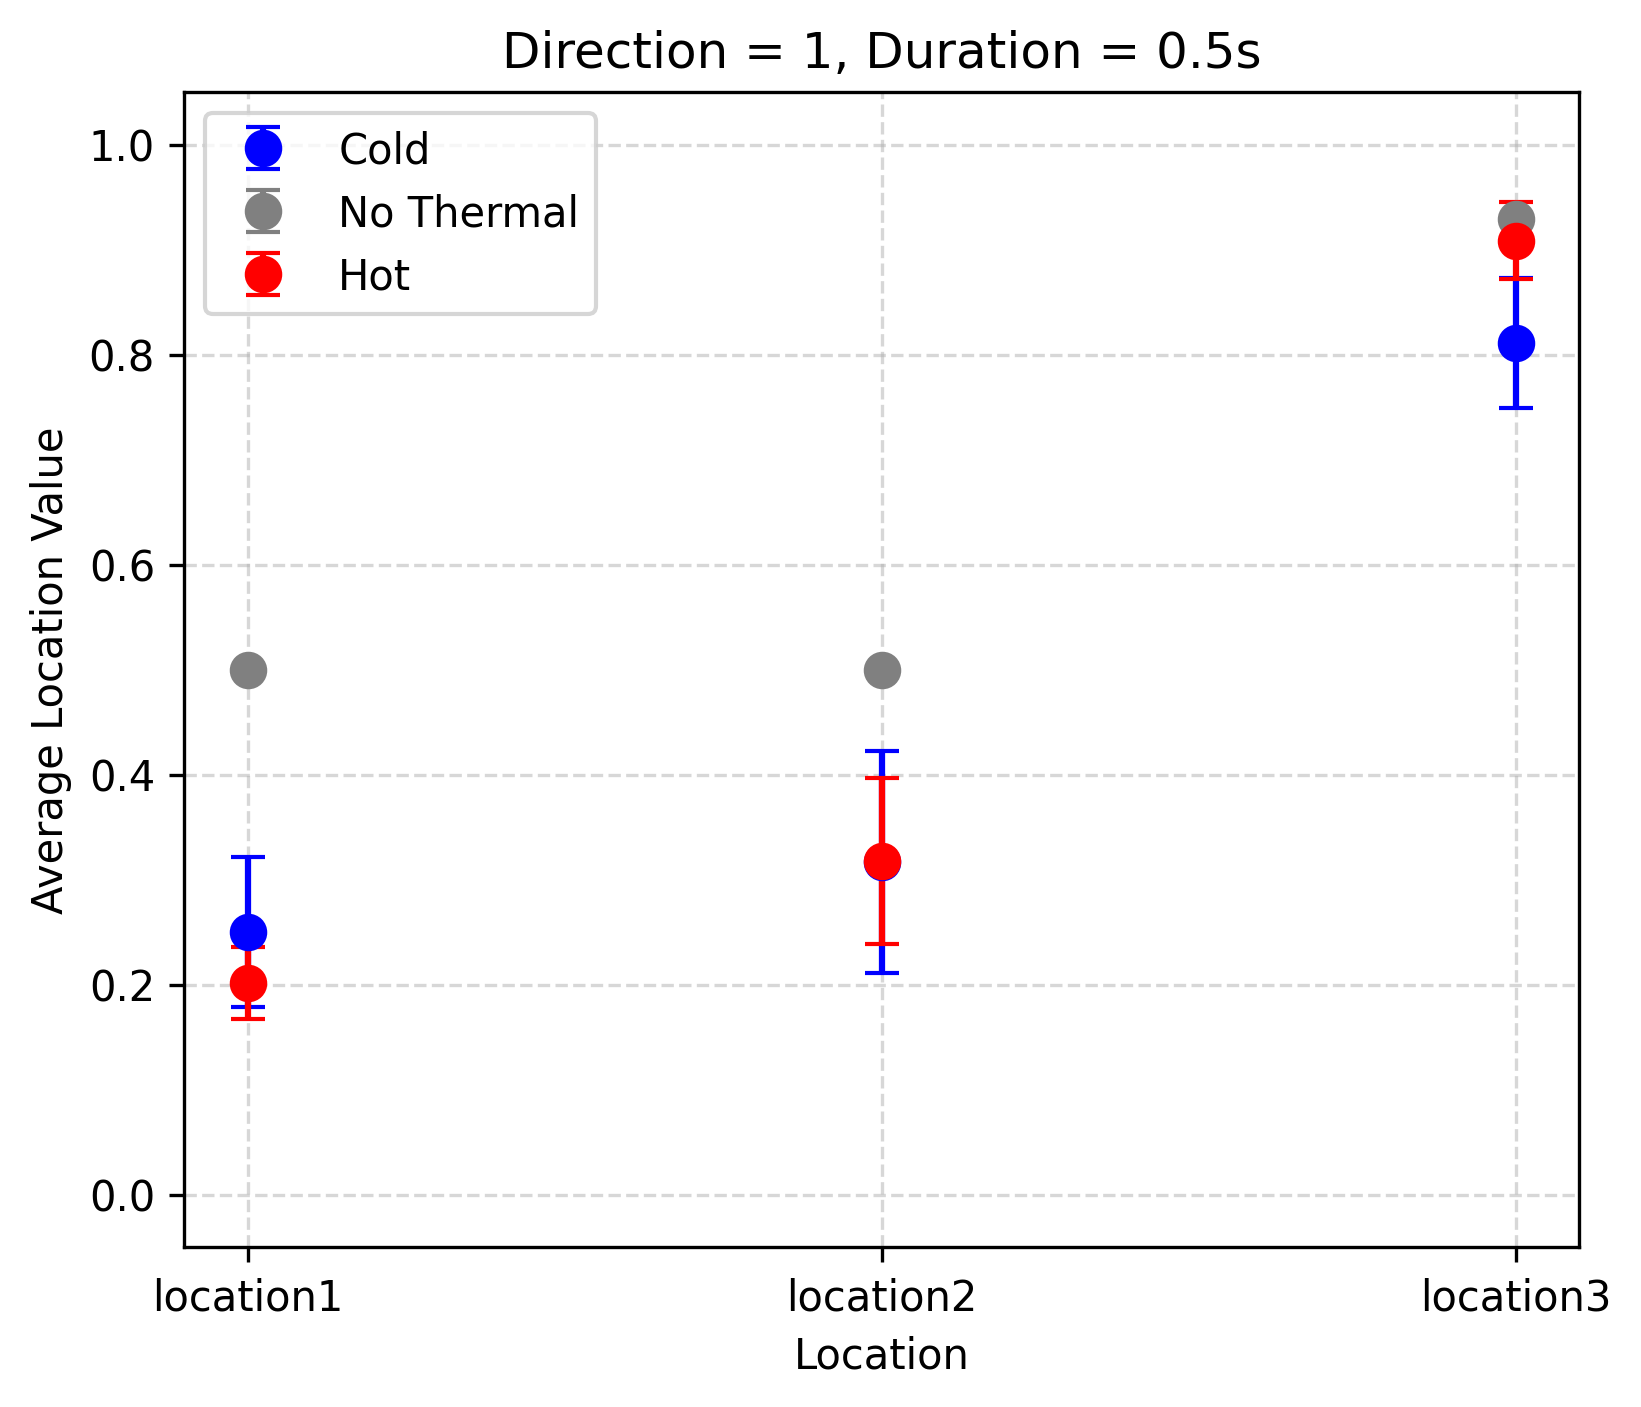 Direction = 1, Duration = 0.5s
Cold
No Thermal
Hot
1.0
0.8
0.6
0.4
0.2
0.0
Average Location Value
location1
location2
location3
Location